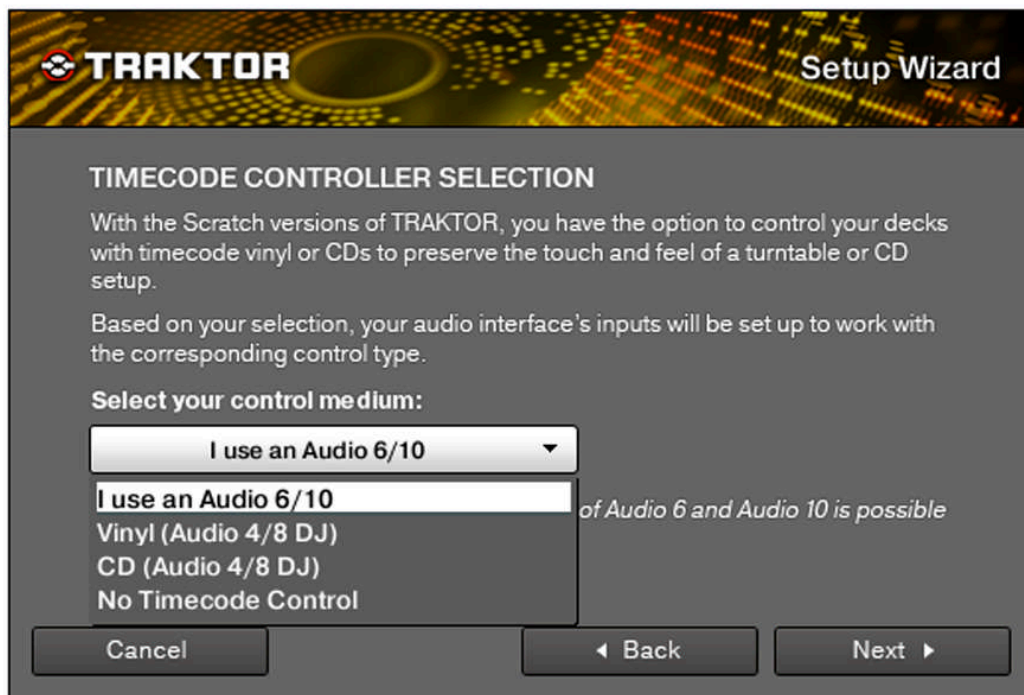 TRAKTOR
Setup Wizard
TIMECODE CONTROLLER SELECTION
With the Scratch versions of TRAKTOR, you have the option to control your decks
with timecode vinyl or CDs to preserve the touch and feel of a turntable or CD
setup.
Based on your selection, your audio interface's inputs will be set up to work with
the corresponding control type.
Select your control medium:
I use an Audio 6/10
I use an Audio 6/10
of Audio 6 and Audio 10 is possible
Vinyl (Audio 4/8 DJ)
CD (Audio 4/8 DJ)
No Timecode Control
Cancel
Back
Next